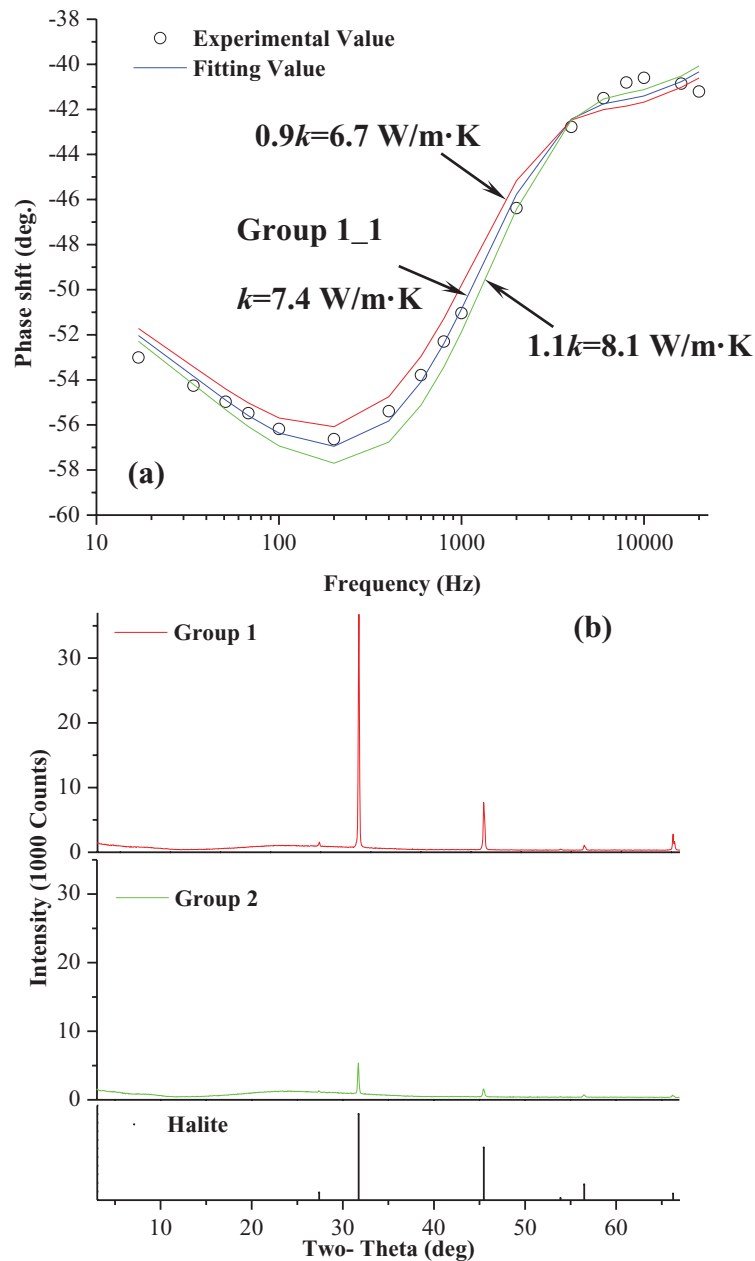 -38
Experimental Value
-40
Fitting Value
-42
0.9k=6.7 W/m·K
-44
-46
Group 1_1
-48
k=7.4 W/m·K
-50
1.1k=8.1 W/m·K
-52
-54
-56
-58
(a)
-60
Phase shft (deg.)
10 100 1000 10000
Frequency (Hz)
(b)
Group 1
30
20
10
0
Group 2
30
20
10
0
Intensity (1000 Counts)
Halite
10 20 30 40 50 60
Two- Theta (deg)